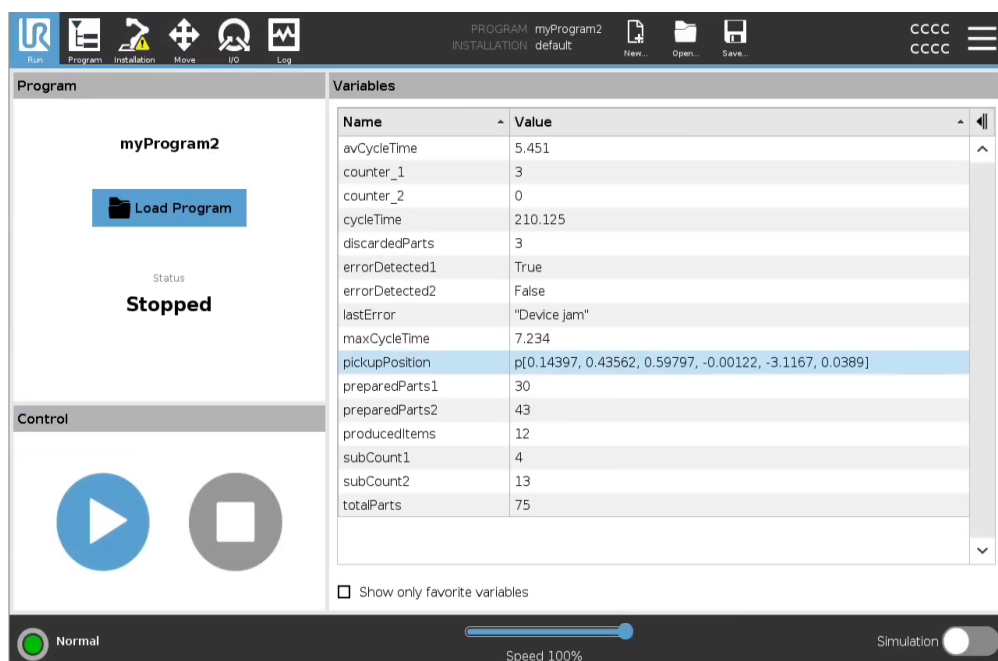 UR
Run
Program
Installation
Move
I/O
Log
PROGRAM myProgram2
INSTALLATION default
New...
Open...
Save...
CCCC
CCCC
Program
myProgram2
Load Program
Status
Stopped
Control
Variables
Name Value
avCycleTime 5.451
counter_1 3
counter_2 0
cycleTime 210.125
discardedParts 3
errorDetected1 True
errorDetected2 False
lastError "Device jam"
maxCycleTime 7.234
pickupPosition p[0.14397, 0.43562, 0.59797, -0.00122, -3.1167, 0.0389]
preparedParts1 30
preparedParts2 43
producedItems 12
subCount1 4
subCount2 13
totalParts 75
Show only favorite variables
Normal
Speed 100%
Simulation